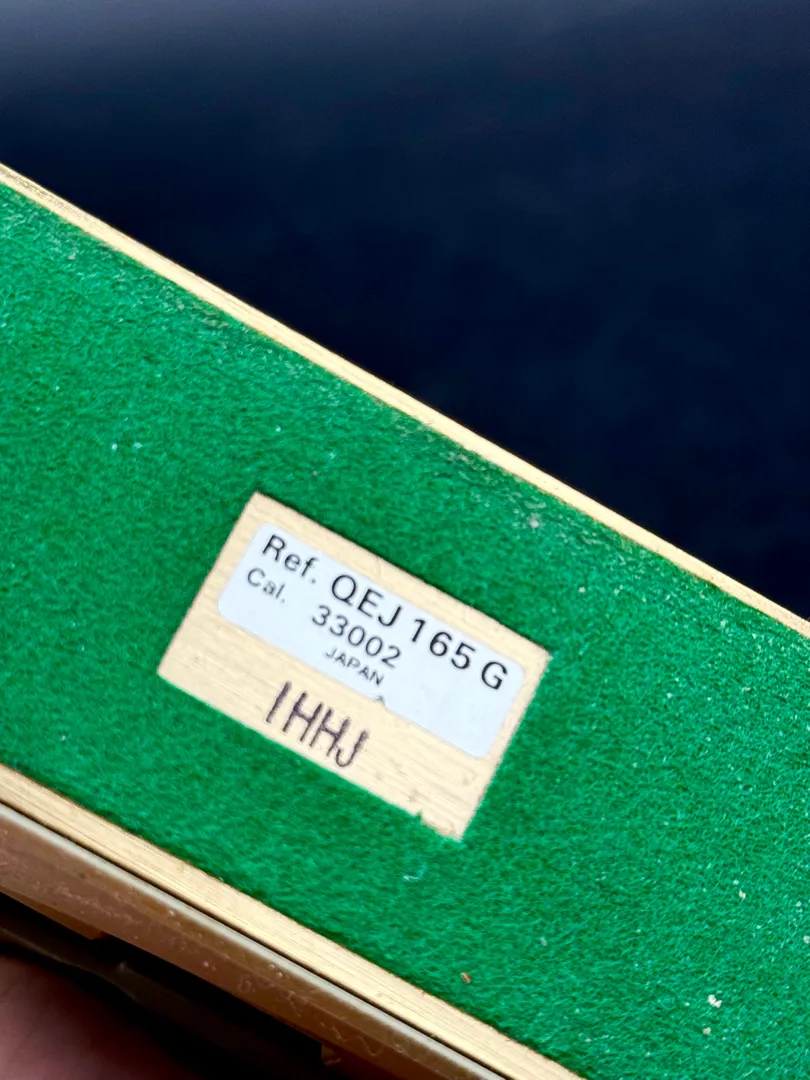 Ref. QEJ 165 G
Cal. 33002
JAPAN
IHHJ